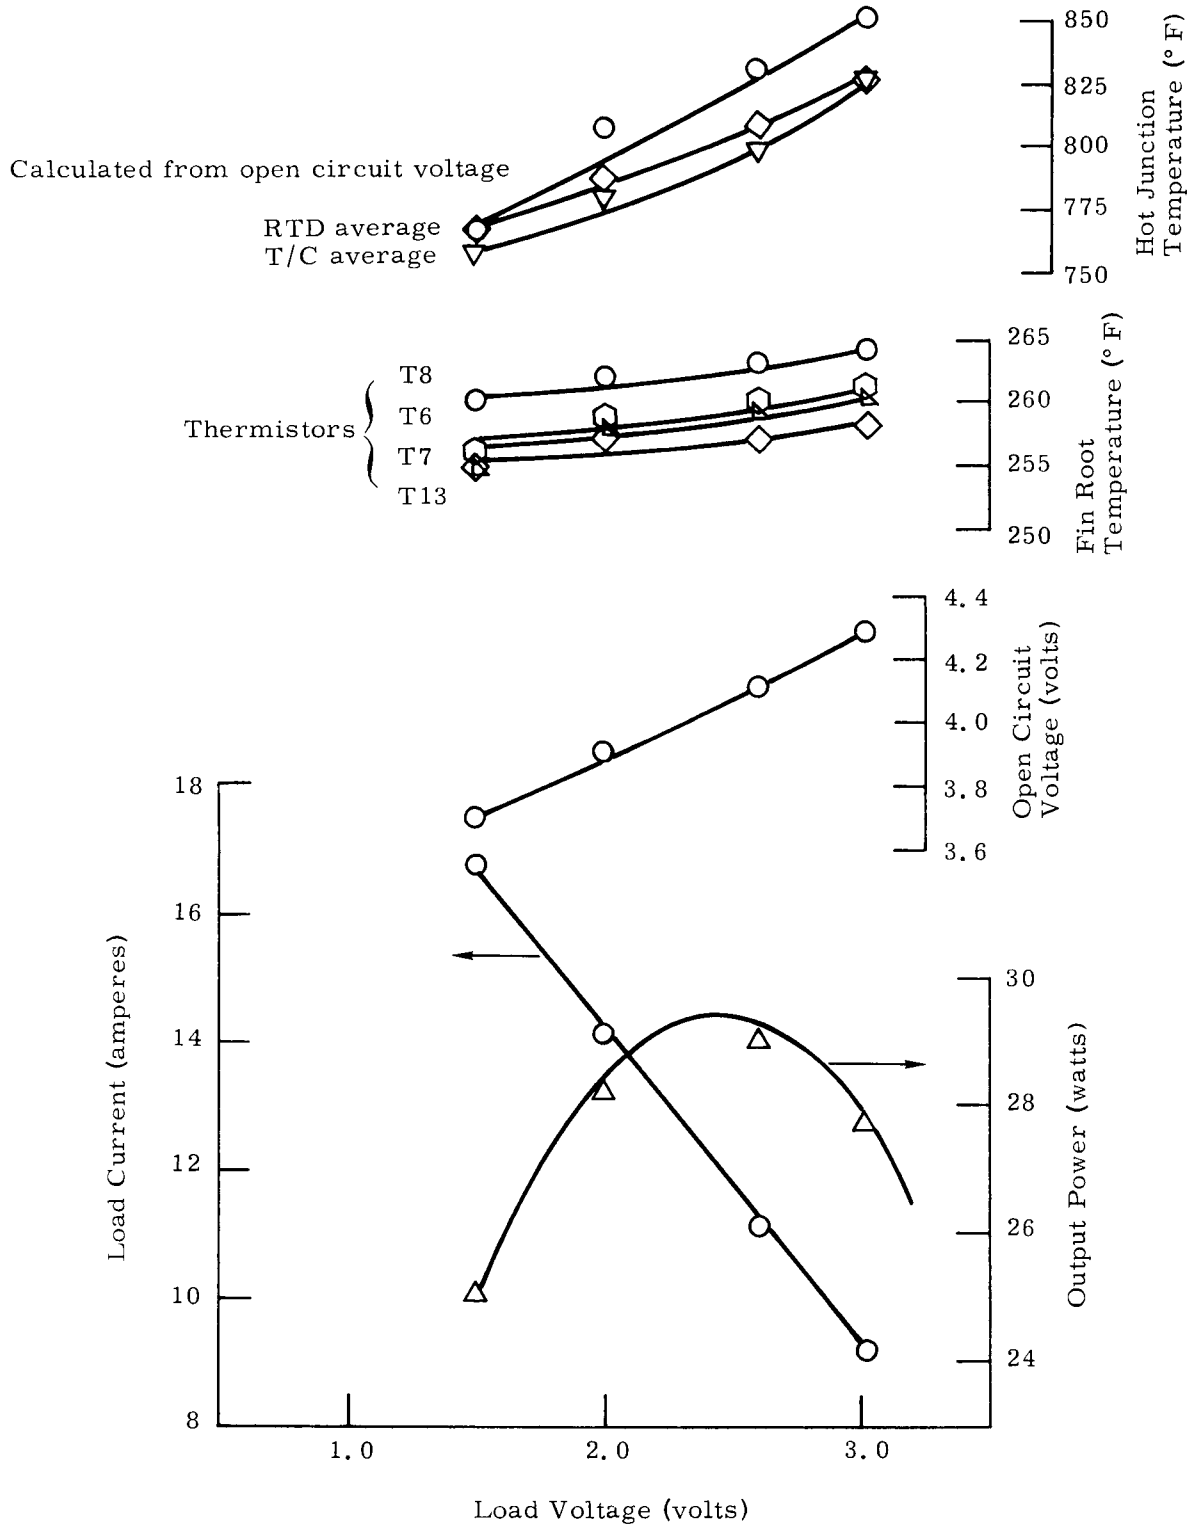 850
825
800
775
750
Hot Junction
Temperature (° F)
Calculated from open circuit voltage
RTD average
T/C average
265
260
255
250
Fin Root
Temperature (° F)
Thermistors
T8
T6
T7
T13
4.4
4.2
4.0
3.8
3.6
Open Circuit
Voltage (volts)
18
16
14
12
10
8
Load Current (amperes)
30
28
26
24
Output Power (watts)
1.0
2.0
3.0
Load Voltage (volts)